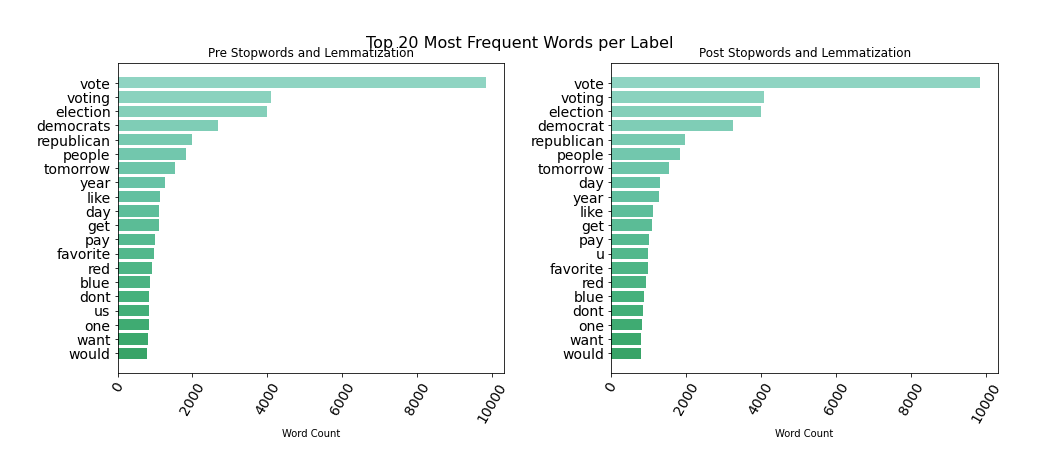 Top 20 Most Frequent Words per Label
Pre Stopwords and Lemmatization
vote
voting
election
democrats
republican
people
tomorrow
year
like
day
get
pay
favorite
red
blue
dont
us
one
want
would
0 2000 4000 6000 8000 10000
Word Count
Post Stopwords and Lemmatization
vote
voting
election
democrat
republican
people
tomorrow
day
year
like
get
pay
u
favorite
red
blue
dont
one
want
would
0 2000 4000 6000 8000 10000
Word Count